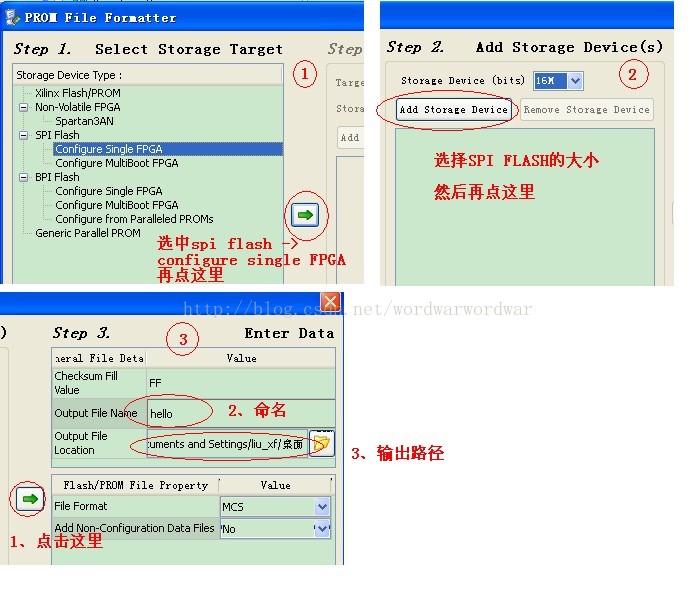 PROM File Formatter
Step 1. Select Storage Target
Storage Device Type :
Xilinx Flash/PROM
Non-Volatile FPGA
Spartan3AN
SPI Flash
Configure Single FPGA
Configure MultiBoot FPGA
BPI Flash
Configure Single FPGA
Configure MultiBoot FPGA
Configure from Paralleled PROMs
Generic Parallel PROM
1
选中spi flash ->
configure single FPGA
再点这里
Step
Targe
Stora
Add
Step 2. Add Storage Device(s)
Storage Device (bits) 16M
2
Add Storage Device Remove Storage Device
选择SPI FLASH的大小
然后再点这里
http://blog.csdn.net/wordwarwordwar
)
Step 3. Enter Data
3
neral File Deta Value
Checksum Fill
Value
FF
Output File Name hello
2、命名
Output File
Location
:uments and Settings/liu_xf/桌面
3、输出路径
Flash/PROM File Property Value
File Format MCS
Add Non-Configuration Data Files No
1、点击这里